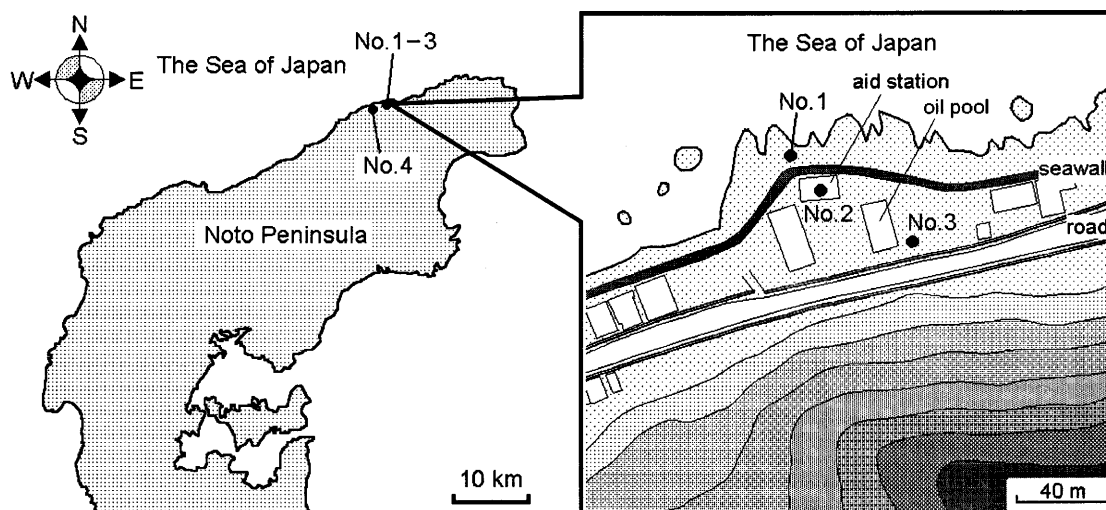 N
W E
S
The Sea of Japan
No.1–3
No.4
Noto Peninsula
10 km
The Sea of Japan
aid station
No.1
oil pool
seawall
No.2
No.3
road
40 m